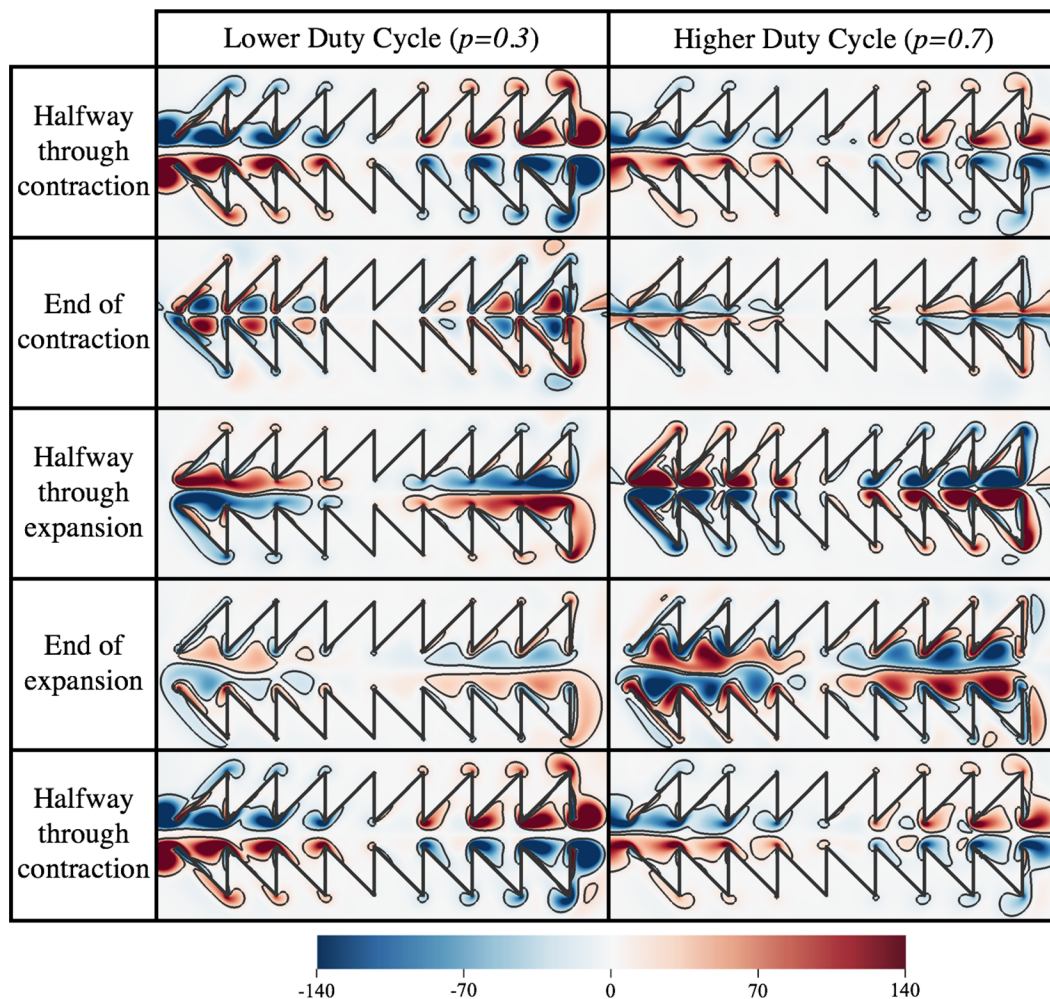 Lower Duty Cycle (p=0.3)
Higher Duty Cycle (p=0.7)
Halfway
through
contraction
End of
contraction
Halfway
through
expansion
End of
expansion
Halfway
through
contraction
-140
-70
0
70
140